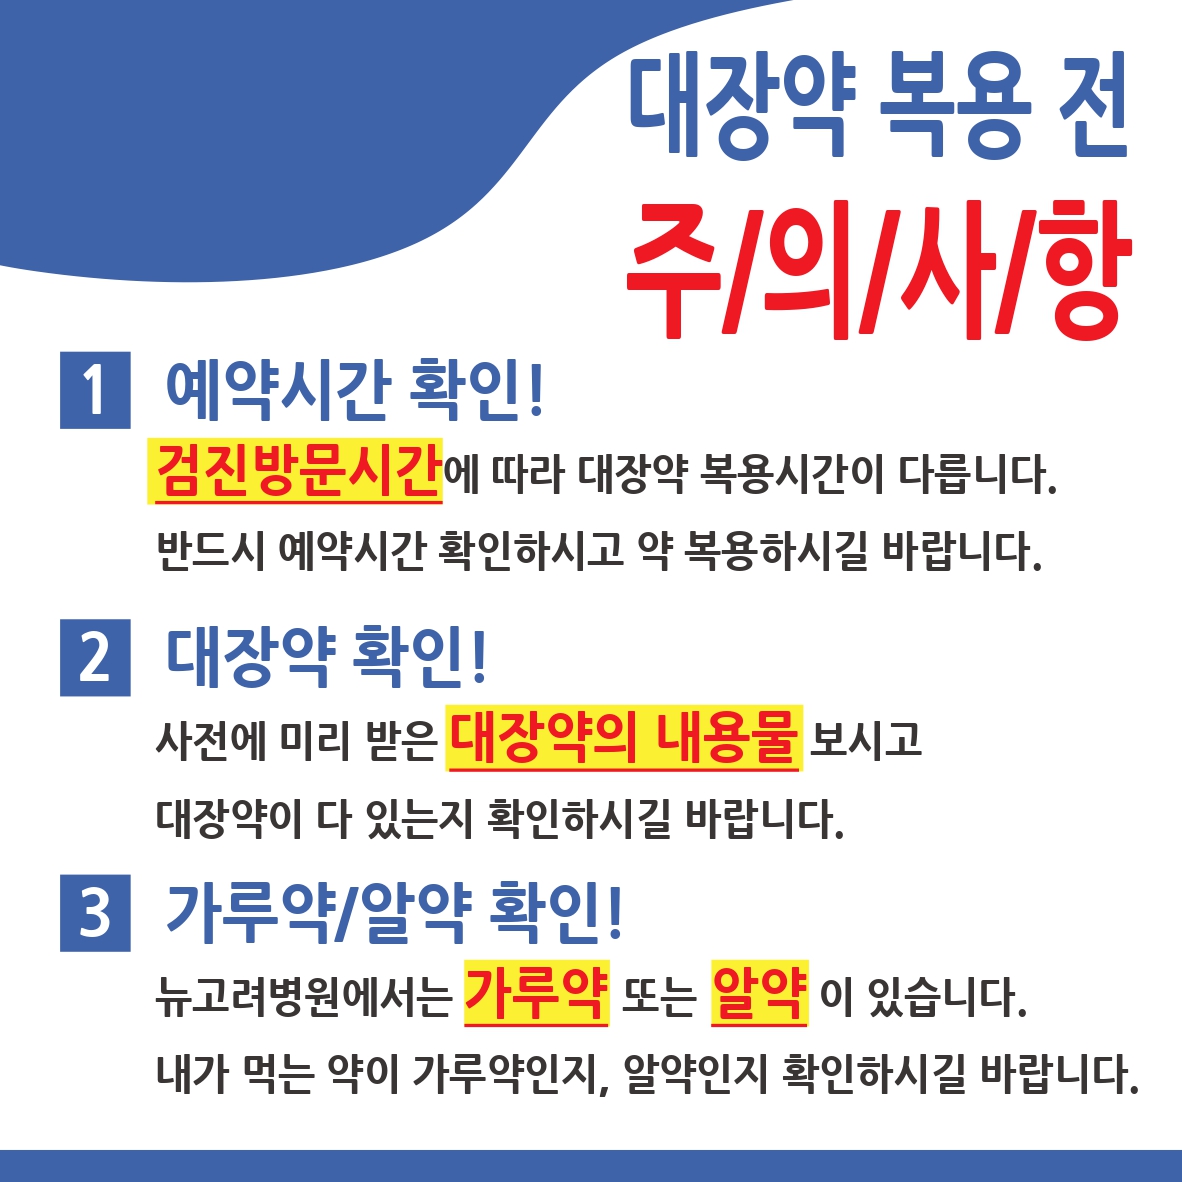 대장약 복용 전
주/의/사/항
1 예약시간 확인!
검진방문시간에 따라 대장약 복용시간이 다릅니다.
반드시 예약시간 확인하시고 약 복용하시길 바랍니다.
2 대장약 확인!
사전에 미리 받은 대장약의 내용물 보시고
대장약이 다 있는지 확인하시길 바랍니다.
3 가루약/알약 확인!
뉴고려병원에서는 가루약 또는 알약 이 있습니다.
내가 먹는 약이 가루약인지, 알약인지 확인하시길 바랍니다.